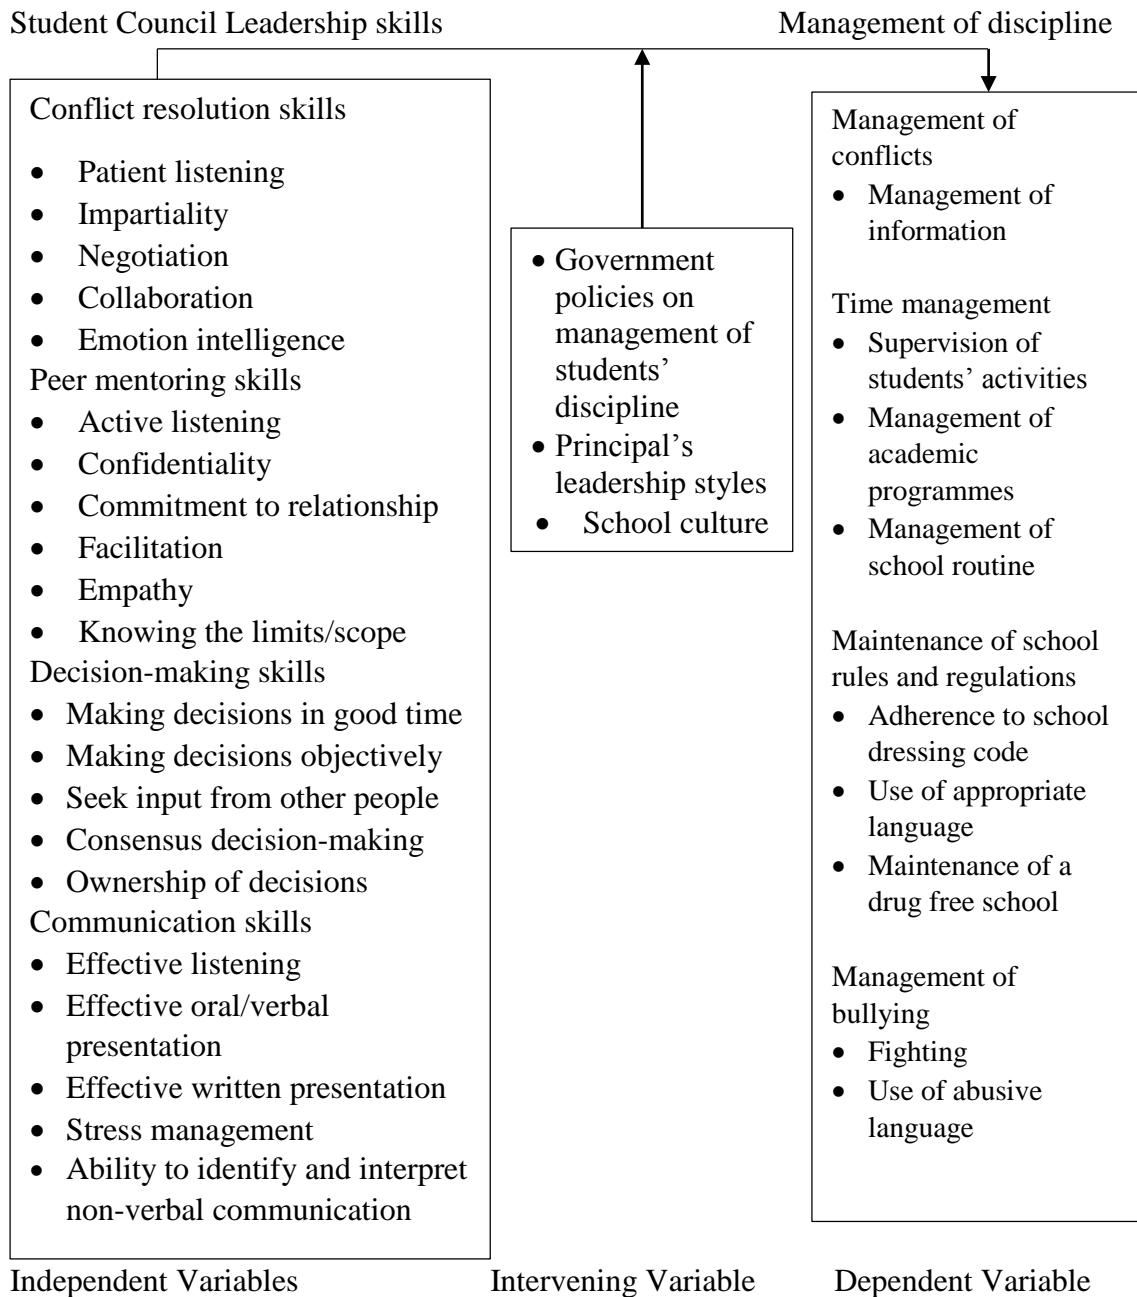 Student Council Leadership skills
Management of discipline
Conflict resolution skills
• Patient listening
• Impartiality
• Negotiation
• Collaboration
• Emotion intelligence
Peer mentoring skills
• Active listening
• Confidentiality
• Commitment to relationship
• Facilitation
• Empathy
• Knowing the limits/scope
Decision-making skills
• Making decisions in good time
• Making decisions objectively
• Seek input from other people
• Consensus decision-making
• Ownership of decisions
Communication skills
• Effective listening
• Effective oral/verbal
presentation
• Effective written presentation
• Stress management
• Ability to identify and interpret
non-verbal communication
• Government
policies on
management of
students’
discipline
• Principal’s
leadership styles
• School culture
Management of
conflicts
• Management of
information
Time management
• Supervision of
students’ activities
• Management of
academic
programmes
• Management of
school routine
Maintenance of school
rules and regulations
• Adherence to school
dressing code
• Use of appropriate
language
• Maintenance of a
drug free school
Management of
bullying
• Fighting
• Use of abusive
language
Independent Variables
Intervening Variable
Dependent Variable